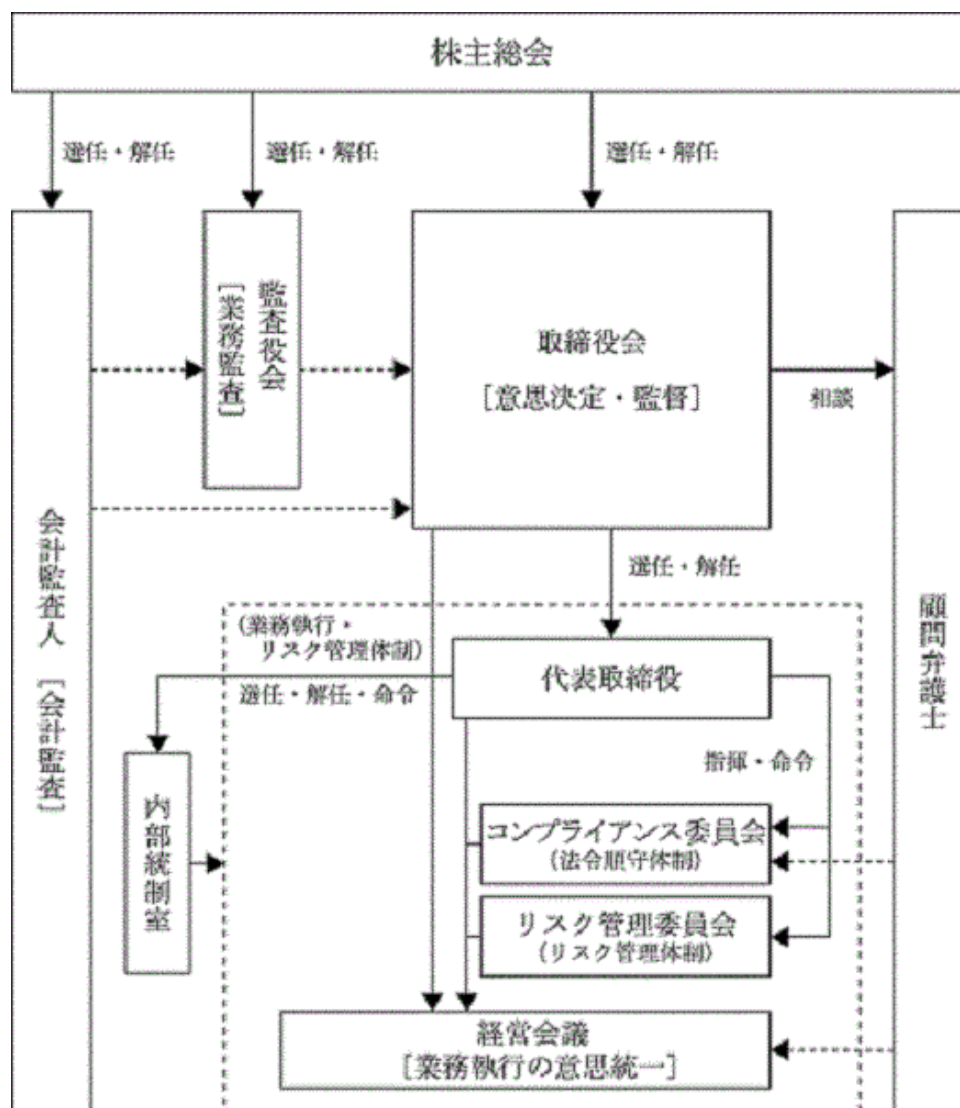 株主総会
選任・解任
選任・解任
選任・解任
監査役会
[業務監査]
取締役会
[意思決定・監督]
相談
会計監査人 [会計監査]
顧問弁護士
選任・解任
(業務執行・
リスク管理体制)
代表取締役
選任・解任・命令
指揮・命令
内部統制室
コンプライアンス委員会
(法令順守体制)
リスク管理委員会
(リスク管理体制)
経営会議
[業務執行の意思統一]